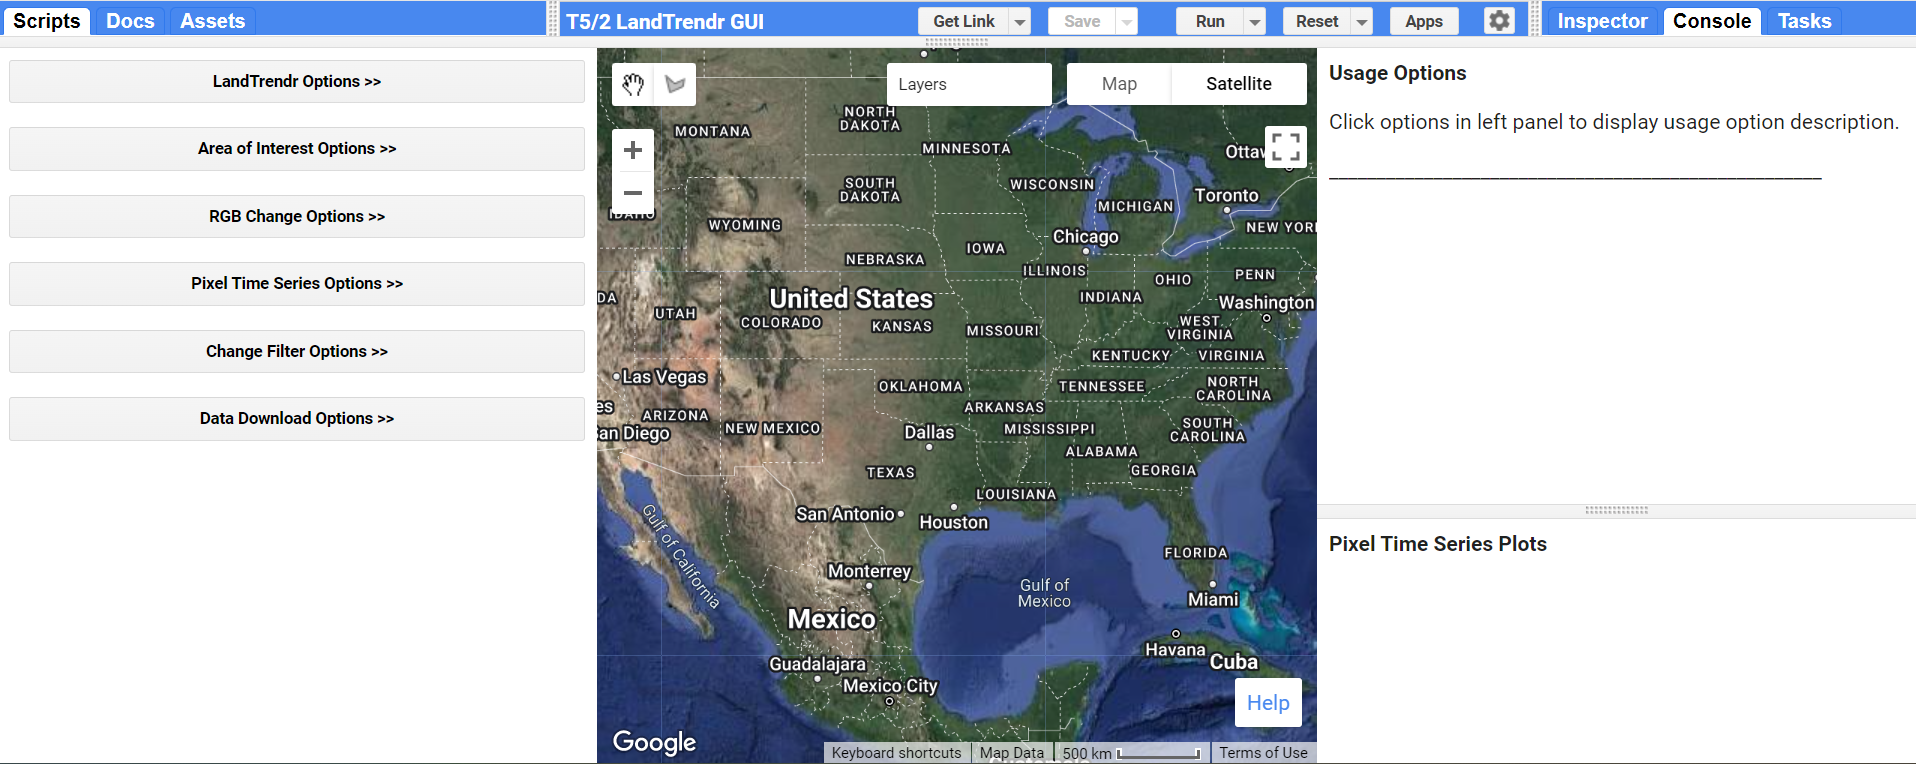 Scripts
Docs
Assets
T5/2 LandTrendr GUI
Get Link
Save
Run
Reset
Apps
Inspector
Console
Tasks
LandTrendr Options >>
Area of Interest Options >>
RGB Change Options >>
Pixel Time Series Options >>
Change Filter Options >>
Data Download Options >>
Layers
Map
Satellite
NORTH
DAKOTA
MONTANA
MINNESOTA
Ottaw
SOUTH
DAKOTA
WISCONSIN
MICHIGAN
Toronto
IDAHO
WYOMING
NEW YORK
Chicago
IOWA
NEBRASKA
ILLINOIS
OHIO
PENN
DA
United States
INDIANA
Washington
UTAH
COLORADO
KANSAS
MISSOURI
WEST
VIRGINIA
KENTUCKY
VIRGINIA
Las Vegas
OKLAHOMA
TENNESSEE
NORTH
CAROLINA
es
ARIZONA
ARKANSAS
San Diego
NEW MEXICO
Dallas
MISSISSIPPI
SOUTH
CAROLINA
ALABAMA
TEXAS
GEORGIA
LOUISIANA
San Antonio
Houston
Gulf of California
FLORIDA
Monterrey
Gulf of
Mexico
Miami
Mexico
Havana
Cuba
Guadalajara
Mexico City
Help
Google
Keyboard shortcuts
Map Data
500 km
Terms of Use
Usage Options
Click options in left panel to display usage option description.
Pixel Time Series Plots